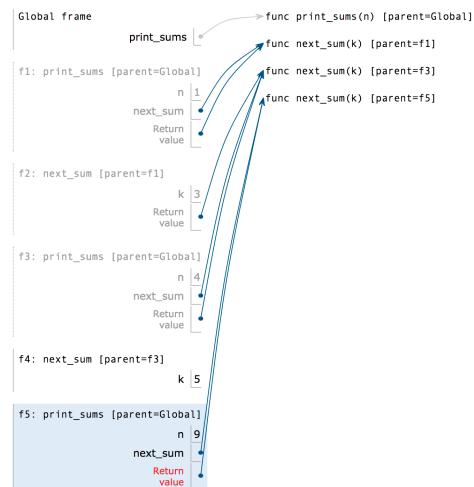 Global frame
print_sums
func print_sums(n) [parent=Global]
func next_sum(k) [parent=f1]
func next_sum(k) [parent=f3]
func next_sum(k) [parent=f5]
f1: print_sums [parent=Global]
n 1
next_sum
Return
value
f2: next_sum [parent=f1]
k 3
Return
value
f3: print_sums [parent=Global]
n 4
next_sum
Return
value
f4: next_sum [parent=f3]
k 5
f5: print_sums [parent=Global]
n 9
next_sum
Return
value